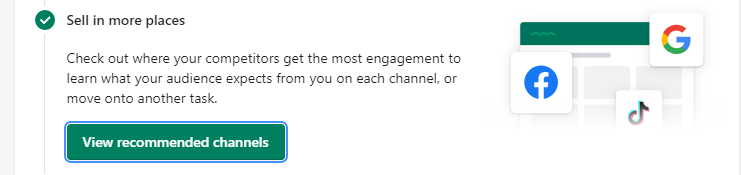 Sell in more places
Check out where your competitors get the most engagement to
learn what your audience expects from you on each channel, or
move onto another task.
View recommended channels